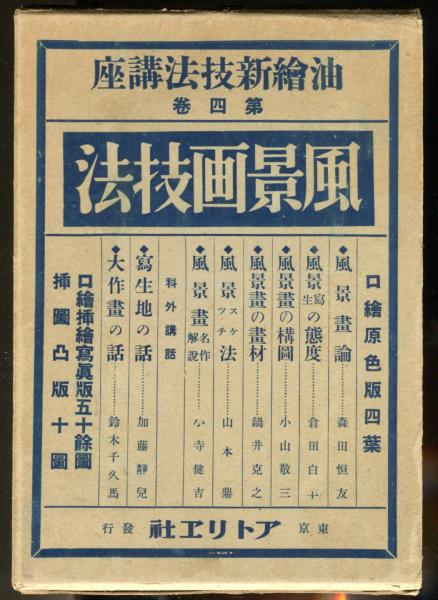 油繪新技法講座
第四卷
風景画技法
口繪原色版四葉
◆風景畫論………森田恒友
◆風景寫生の態度………倉田白羊
◆風景畫の構圖………小山敬三
◆風景畫の畫材………鍋井克之
◆風景スケツチ法………山本鼎
◆風景畫名作解説………小寺健吉
科外講話
◆寫生地の話………加藤靜兒
◆大作畫の話………鈴木千久馬
口繪挿繪寫眞版五十餘圖
挿圖凸版十圖
東京 アトリヱ社 發行